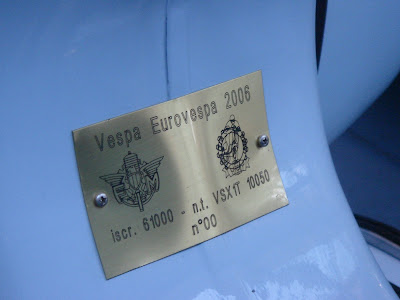 Vespa Eurovespa 2006
iscr. 61000 - n.t. VSX1T 10050
n°00